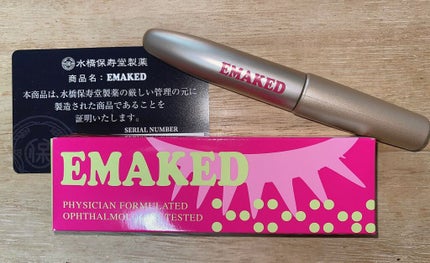 水橋保寿堂製薬
商品名：EMAKED
本商品は、水橋保寿堂製薬の厳しい管理の元に
製造された商品であることを
証明いたします。
SERIAL NUMBER
EMAKED
EMAKED
PHYSICIAN FORMULATED
OPHTHALMOLOGIST TESTED